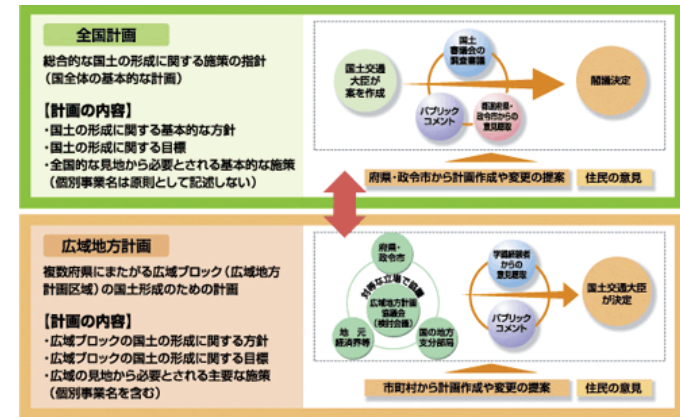 全国計画
総合的な国土の形成に関する施策の指針
（国全体の基本的な計画）
【計画の内容】
・国土の形成に関する基本的な方針
・国土の形成に関する目標
・全国的な見地から必要とされる基本的な施策
（個別事業名は原則として記述しない）
国土交通
大臣が
案を作成
国土
審議会の
調査審議
パブリック
コメント
都道府県・
政令市からの
意見聴取
閣議決定
府県・政令市から計画作成や変更の提案
住民の意見
広域地方計画
複数府県にまたがる広域ブロック（広域地方
計画区域）の国土形成のための計画
【計画の内容】
・広域ブロックの国土の形成に関する方針
・広域ブロックの国土の形成に関する目標
・広域の見地から必要とされる主要な施策
（個別事業名を含む）
府県・
政令市
対等な立場で協議
広域地方計画
協議会
（検討会議）
地　元
経済界等
国の地方
支分部局
学識経験者
からの
意見聴取
パブリック
コメント
国土交通大臣
が決定
市町村から計画作成や変更の提案
住民の意見